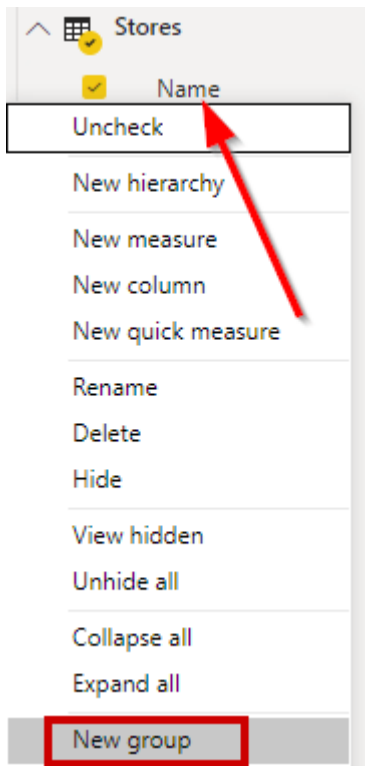 Stores
Name
Uncheck
New hierarchy
New measure
New column
New quick measure
Rename
Delete
Hide
View hidden
Unhide all
Collapse all
Expand all
New group